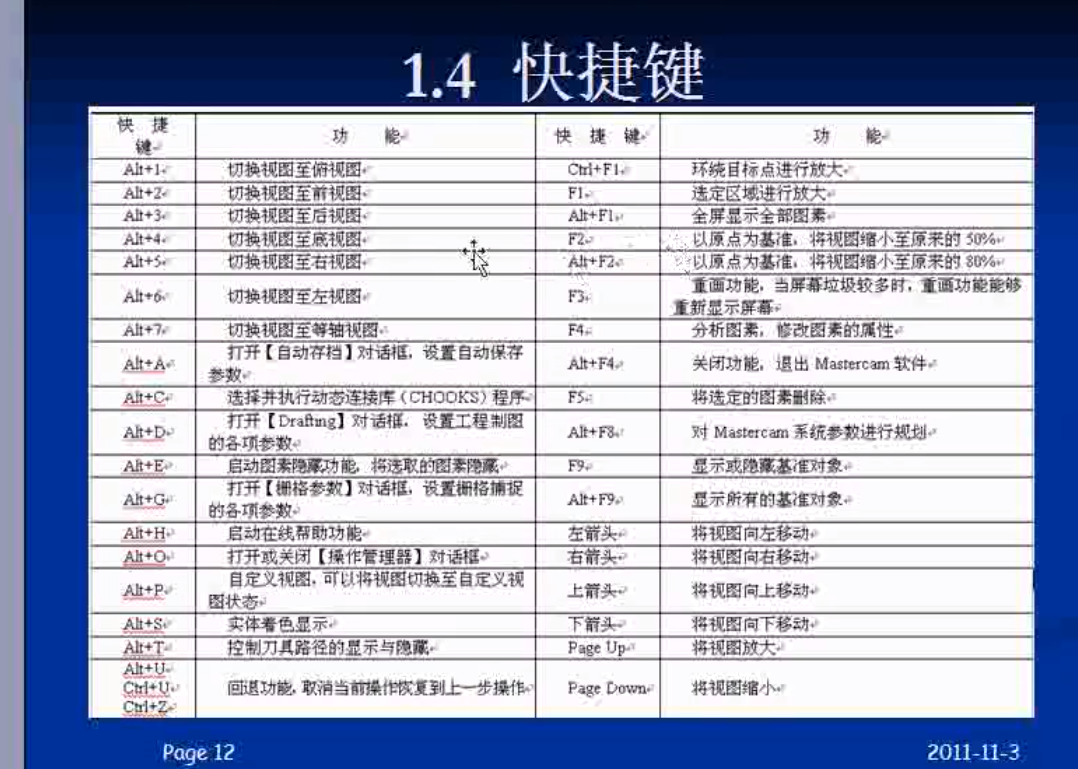 1.4 快捷键
快 捷
键
功 能
快 捷 键
功 能
Alt+1
切换视图至俯视图
Ctrl+F1
环绕目标点进行放大
Alt+2
切换视图至前视图
F1
选定区域进行放大
Alt+3
切换视图至后视图
Alt+F1
全屏显示全部图素
Alt+4
切换视图至底视图
F2
以原点为基准，将视图缩小至原来的 50%
Alt+5
切换视图至右视图
Alt+F2
以原点为基准，将视图缩小至原来的 80%
Alt+6
切换视图至左视图
F3
重画功能，当屏幕垃圾较多时，重画功能能够
重新显示屏幕
Alt+7
切换视图至等轴视图
F4
分析图素，修改图素的属性
Alt+A
打开【自动存档】对话框，设置自动保存
参数
Alt+F4
关闭功能，退出 Mastercam 软件
Alt+C
选择并执行动态连接库（CHOOKS）程序
F5
将选定的图素删除
Alt+D
打开【Drafting】对话框，设置工程制图
的各项参数
Alt+F8
对 Mastercam 系统参数进行规划
Alt+E
启动图素隐藏功能，将选取的图素隐藏
F9
显示或隐藏基准对象
Alt+G
打开【栅格参数】对话框，设置栅格捕捉
的各项参数
Alt+F9
显示所有的基准对象
Alt+H
启动在线帮助功能
左箭头
将视图向左移动
Alt+O
打开或关闭【操作管理器】对话框
右箭头
将视图向右移动
Alt+P
自定义视图，可以将视图切换至自定义视
图状态
上箭头
将视图向上移动
Alt+S
实体着色显示
下箭头
将视图向下移动
Alt+T
控制刀具路径的显示与隐藏
Page Up
将视图放大
Alt+U
Ctrl+U
Ctrl+Z
回退功能，取消当前操作恢复到上一步操作
Page Down
将视图缩小
Page 12
2011-11-3